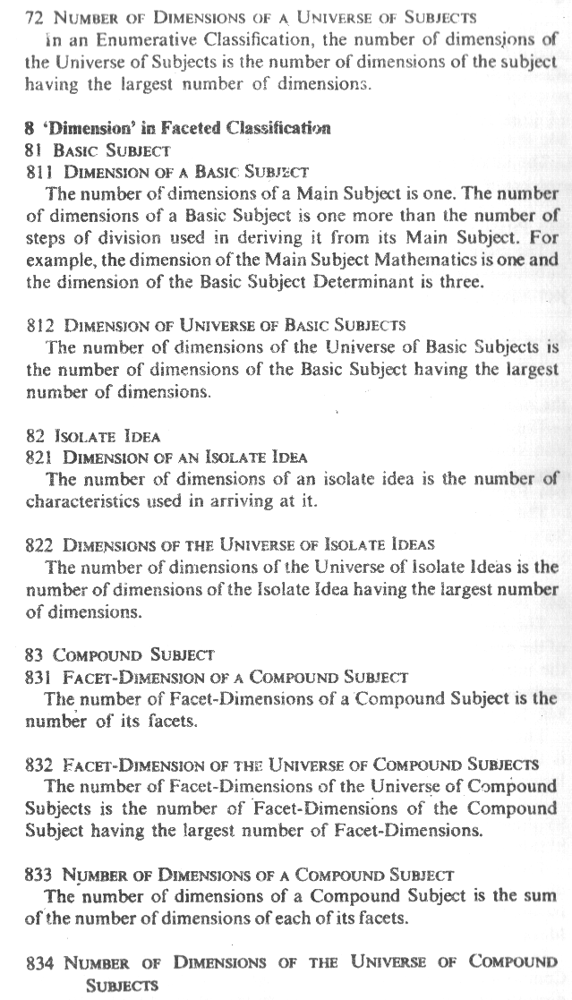 72 NUMBER OF DIMENSIONS OF A UNIVERSE OF SUBJECTS
In an Enumerative Classification, the number of dimensions of
the Universe of Subjects is the number of dimensions of the subject
having the largest number of dimensions.
8 ‘Dimension’ in Faceted Classification
81 BASIC SUBJECT
811 DIMENSION OF A BASIC SUBJECT
The number of dimensions of a Main Subject is one. The number
of dimensions of a Basic Subject is one more than the number of
steps of division used in deriving it from its Main Subject. For
example, the dimension of the Main Subject Mathematics is one and
the dimension of the Basic Subject Determinant is three.
812 DIMENSION OF UNIVERSE OF BASIC SUBJECTS
The number of dimensions of the Universe of Basic Subjects is
the number of dimensions of the Basic Subject having the largest
number of dimensions.
82 ISOLATE IDEA
821 DIMENSION OF AN ISOLATE IDEA
The number of dimensions of an isolate idea is the number of
characteristics used in arriving at it.
822 DIMENSIONS OF THE UNIVERSE OF ISOLATE IDEAS
The number of dimensions of the Universe of Isolate Ideas is the
number of dimensions of the Isolate Idea having the largest number
of dimensions.
83 COMPOUND SUBJECT
831 FACET-DIMENSION OF A COMPOUND SUBJECT
The number of Facet-Dimensions of a Compound Subject is the
number of its facets.
832 FACET-DIMENSION OF THE UNIVERSE OF COMPOUND SUBJECTS
The number of Facet-Dimensions of the Universe of Compound
Subjects is the number of Facet-Dimensions of the Compound
Subject having the largest number of Facet-Dimensions.
833 NUMBER OF DIMENSIONS OF A COMPOUND SUBJECT
The number of dimensions of a Compound Subject is the sum
of the number of dimensions of each of its facets.
834 NUMBER OF DIMENSIONS OF THE UNIVERSE OF COMPOUND
SUBJECTS